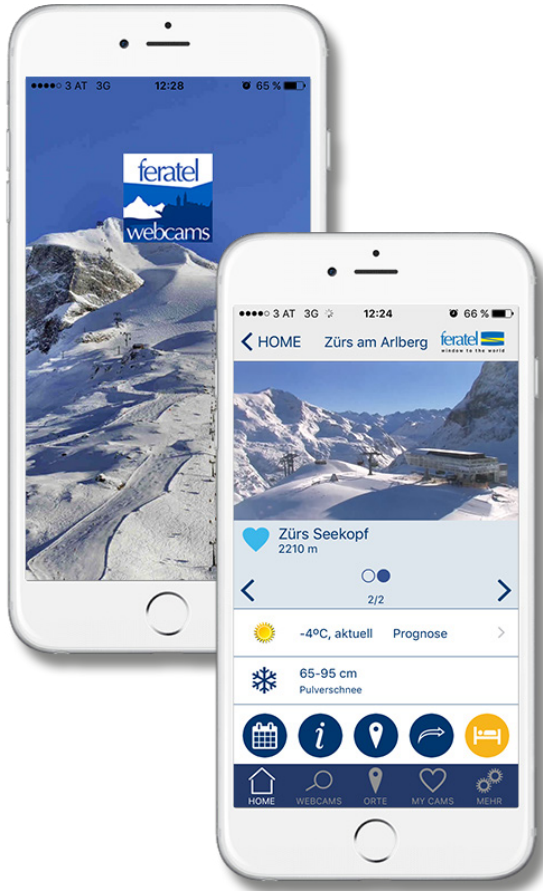 3 AT 3G 12:28 65 %
feratel
webcams
3 AT 3G 12:24 66 %
HOME Zürs am Arlberg feratel
window to the world
Zürs Seekopf
2210 m
2/2
-4ºC, aktuell Prognose
65-95 cm
Pulverschnee
i
HOME WEBCAMS ORTE MY CAMS MEHR